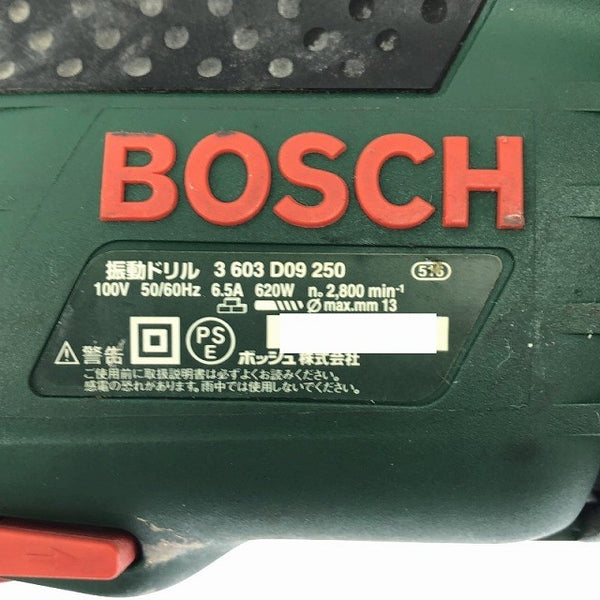 BOSCH
振動ドリル 3 603 D09 250 516
100V 50/60Hz 6.5A 620W n₀ 2,800 min⁻¹
Ømax.mm 13
警告 PSE ボッシュ株式会社
ご使用前に取扱説明書は必ずよくお読みください。
感電の恐れがあります。雨中では使用しないでください。